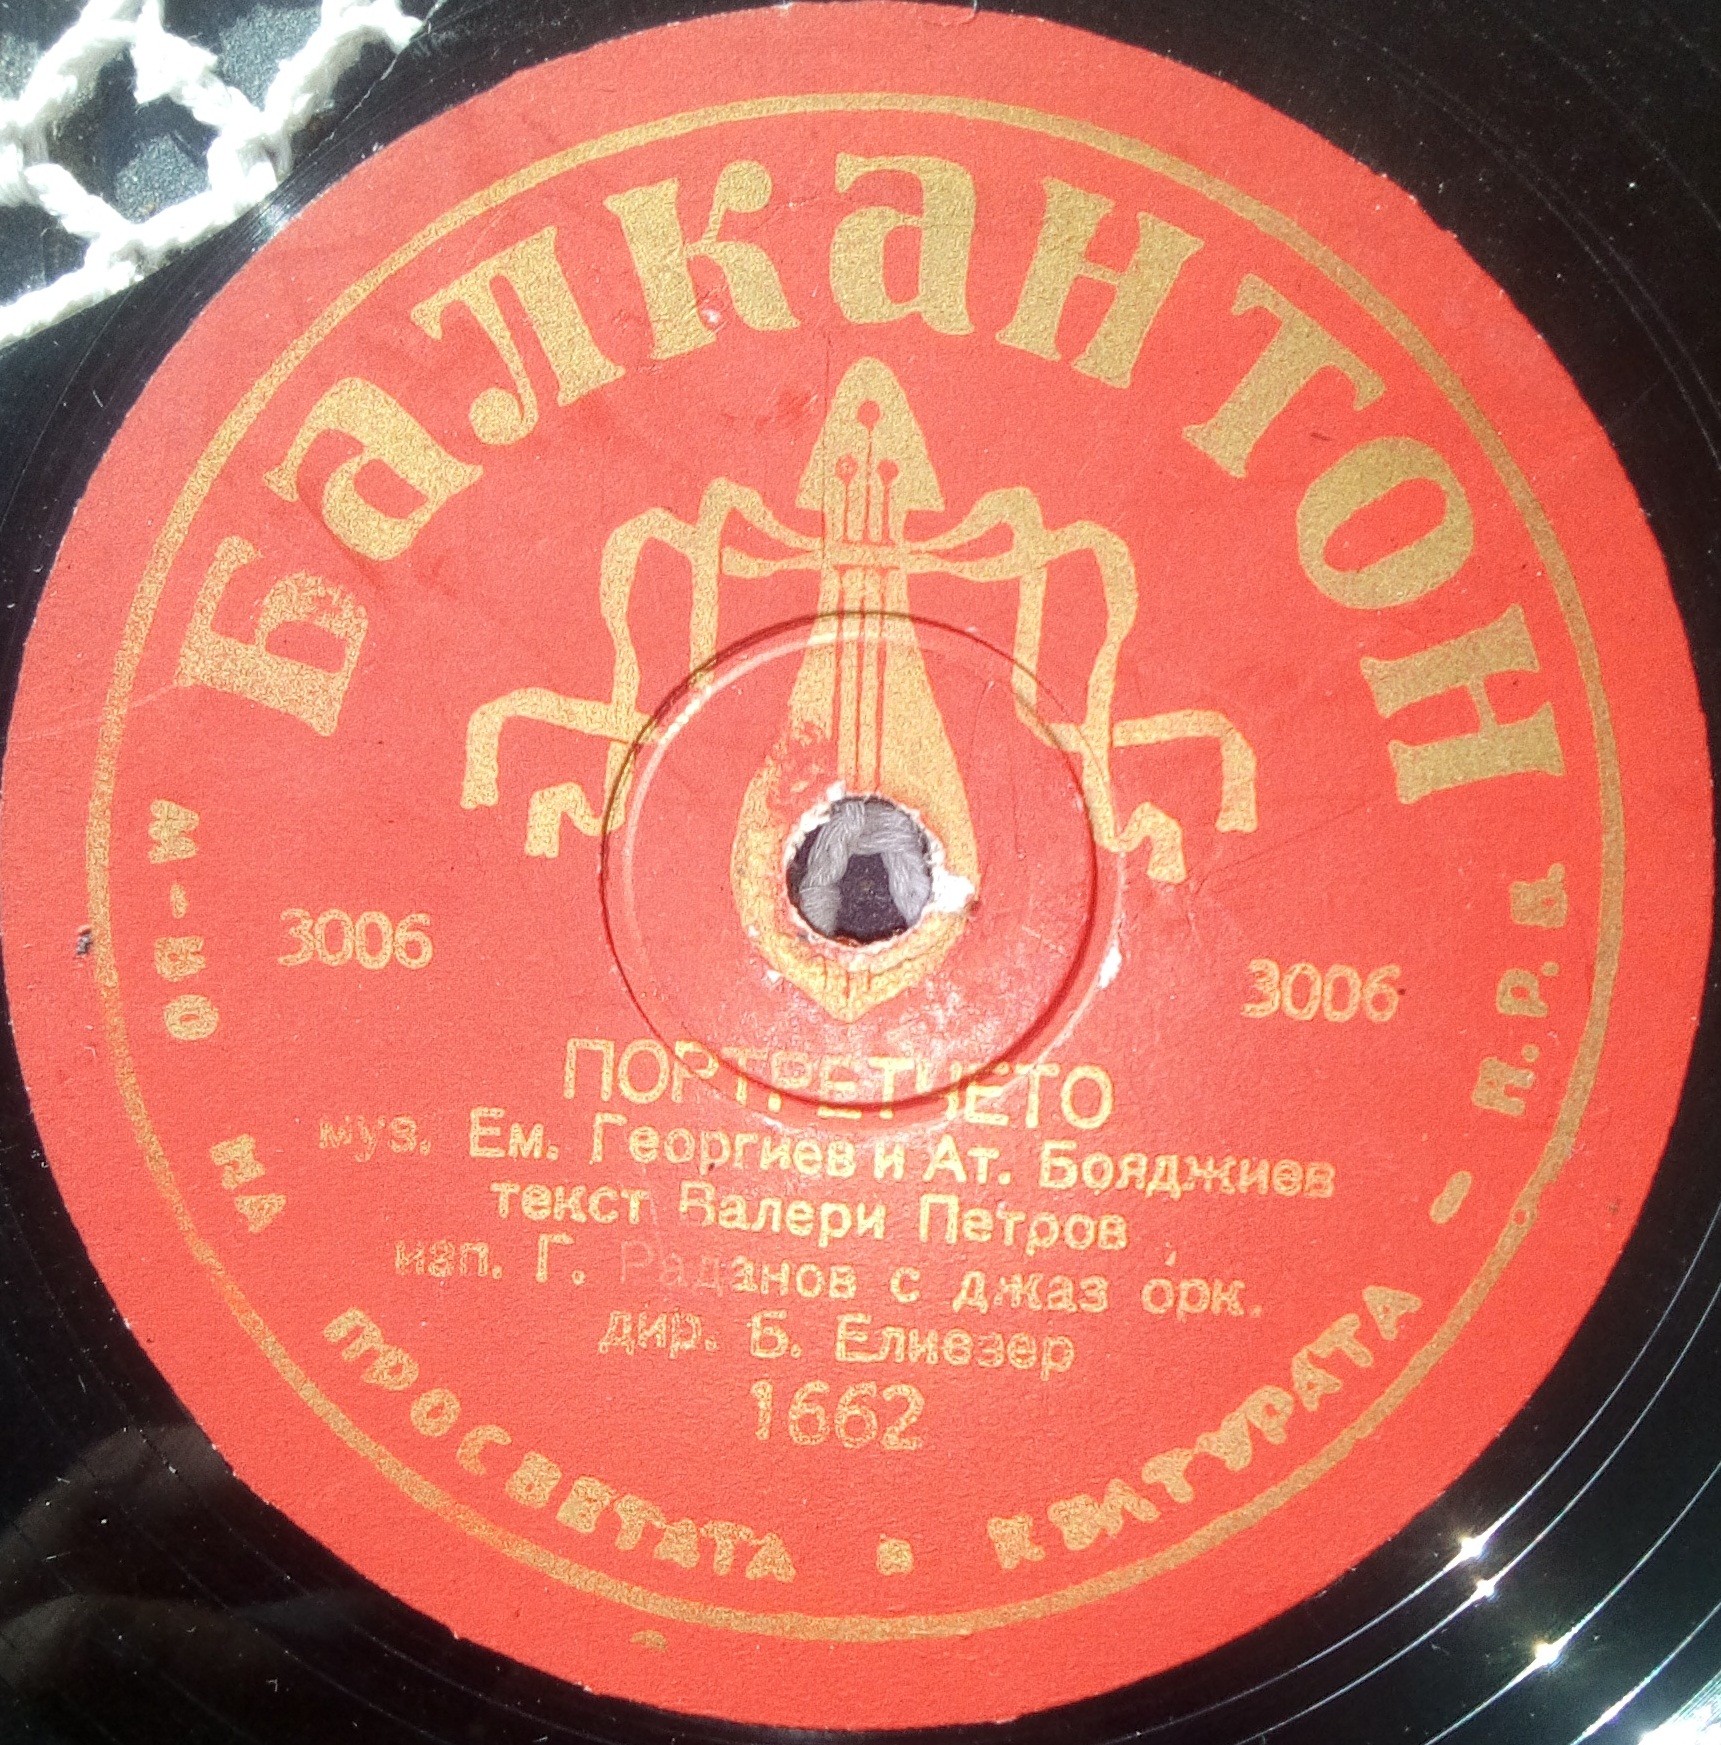 Балкантон
3006 3006
ПОРТРЕТЧЕТО
муз. Ем. Георгиев и Ат. Бояджиев
текст Валери Петров
изп. Г. Раданов с джаз орк.
дир. Б. Елиезер
1662
М-ВО НА ПРОСВЕТАТА И КУЛТУРАТА - Н.Р.Б.